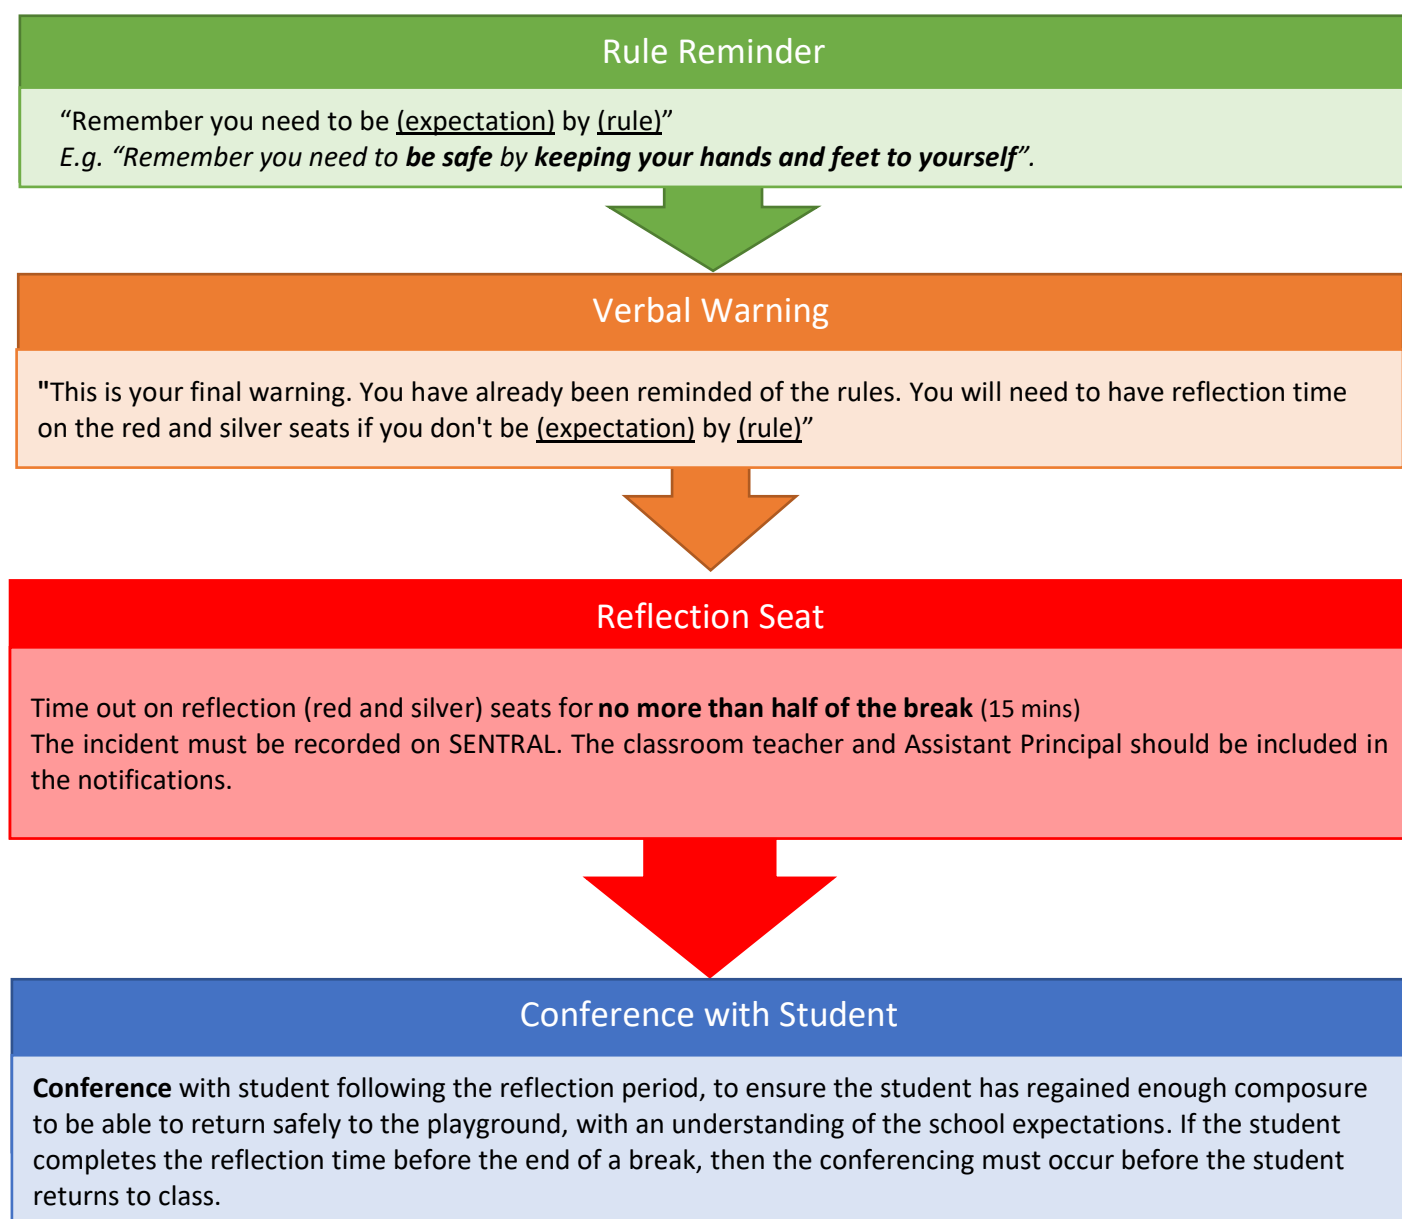 Rule Reminder
“Remember you need to be (expectation) by (rule)”
E.g. “Remember you need to be safe by keeping your hands and feet to yourself”.
Verbal Warning
"This is your final warning. You have already been reminded of the rules. You will need to have reflection time
on the red and silver seats if you don't be (expectation) by (rule)”
Reflection Seat
Time out on reflection (red and silver) seats for no more than half of the break (15 mins)
The incident must be recorded on SENTRAL. The classroom teacher and Assistant Principal should be included in
the notifications.
Conference with Student
Conference with student following the reflection period, to ensure the student has regained enough composure
to be able to return safely to the playground, with an understanding of the school expectations. If the student
completes the reflection time before the end of a break, then the conferencing must occur before the student
returns to class.